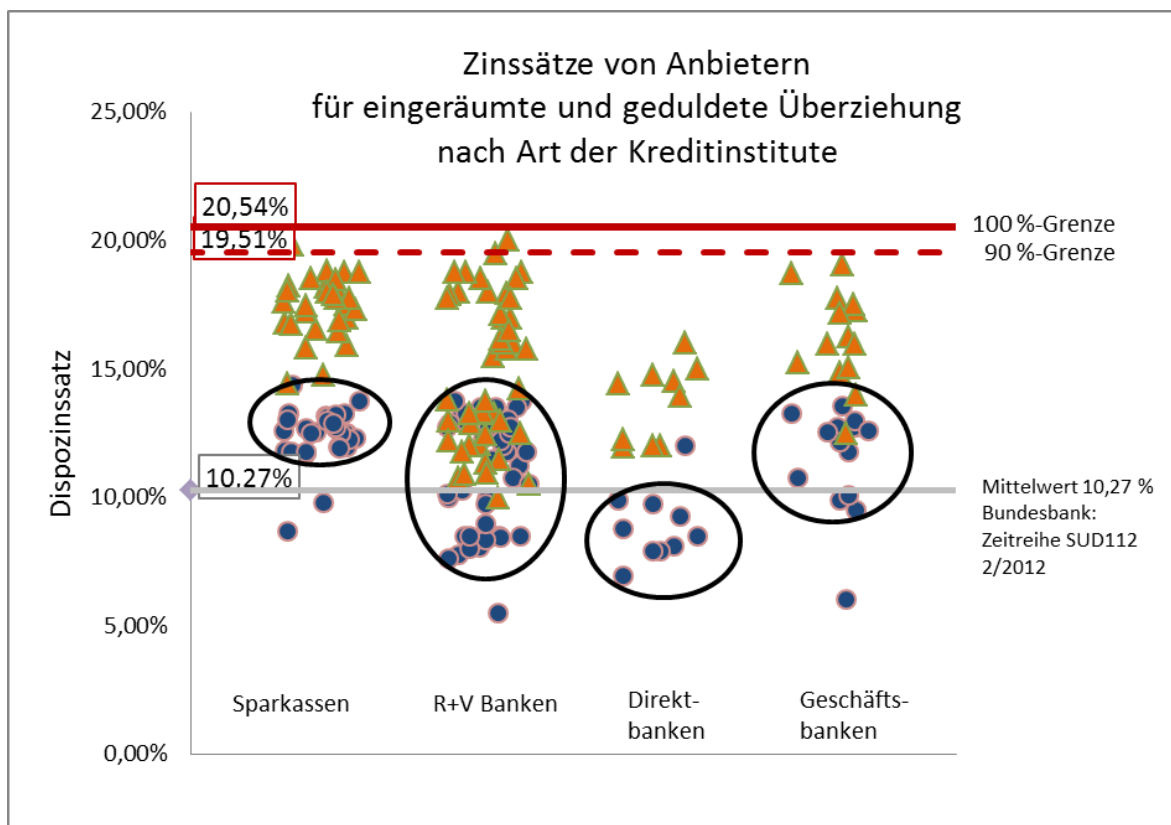 Zinssätze von Anbietern
für eingeräumte und geduldete Überziehung
nach Art der Kreditinstitute
25,00%
20,54%
100 %-Grenze
20,00%
19,51%
90 %-Grenze
15,00%
Dispozinssatz
10,27%
10,00%
Mittelwert 10,27 %
Bundesbank:
Zeitreihe SUD112
2/2012
5,00%
Sparkassen
R+V Banken
Direkt-
banken
Geschäfts-
banken
0,00%